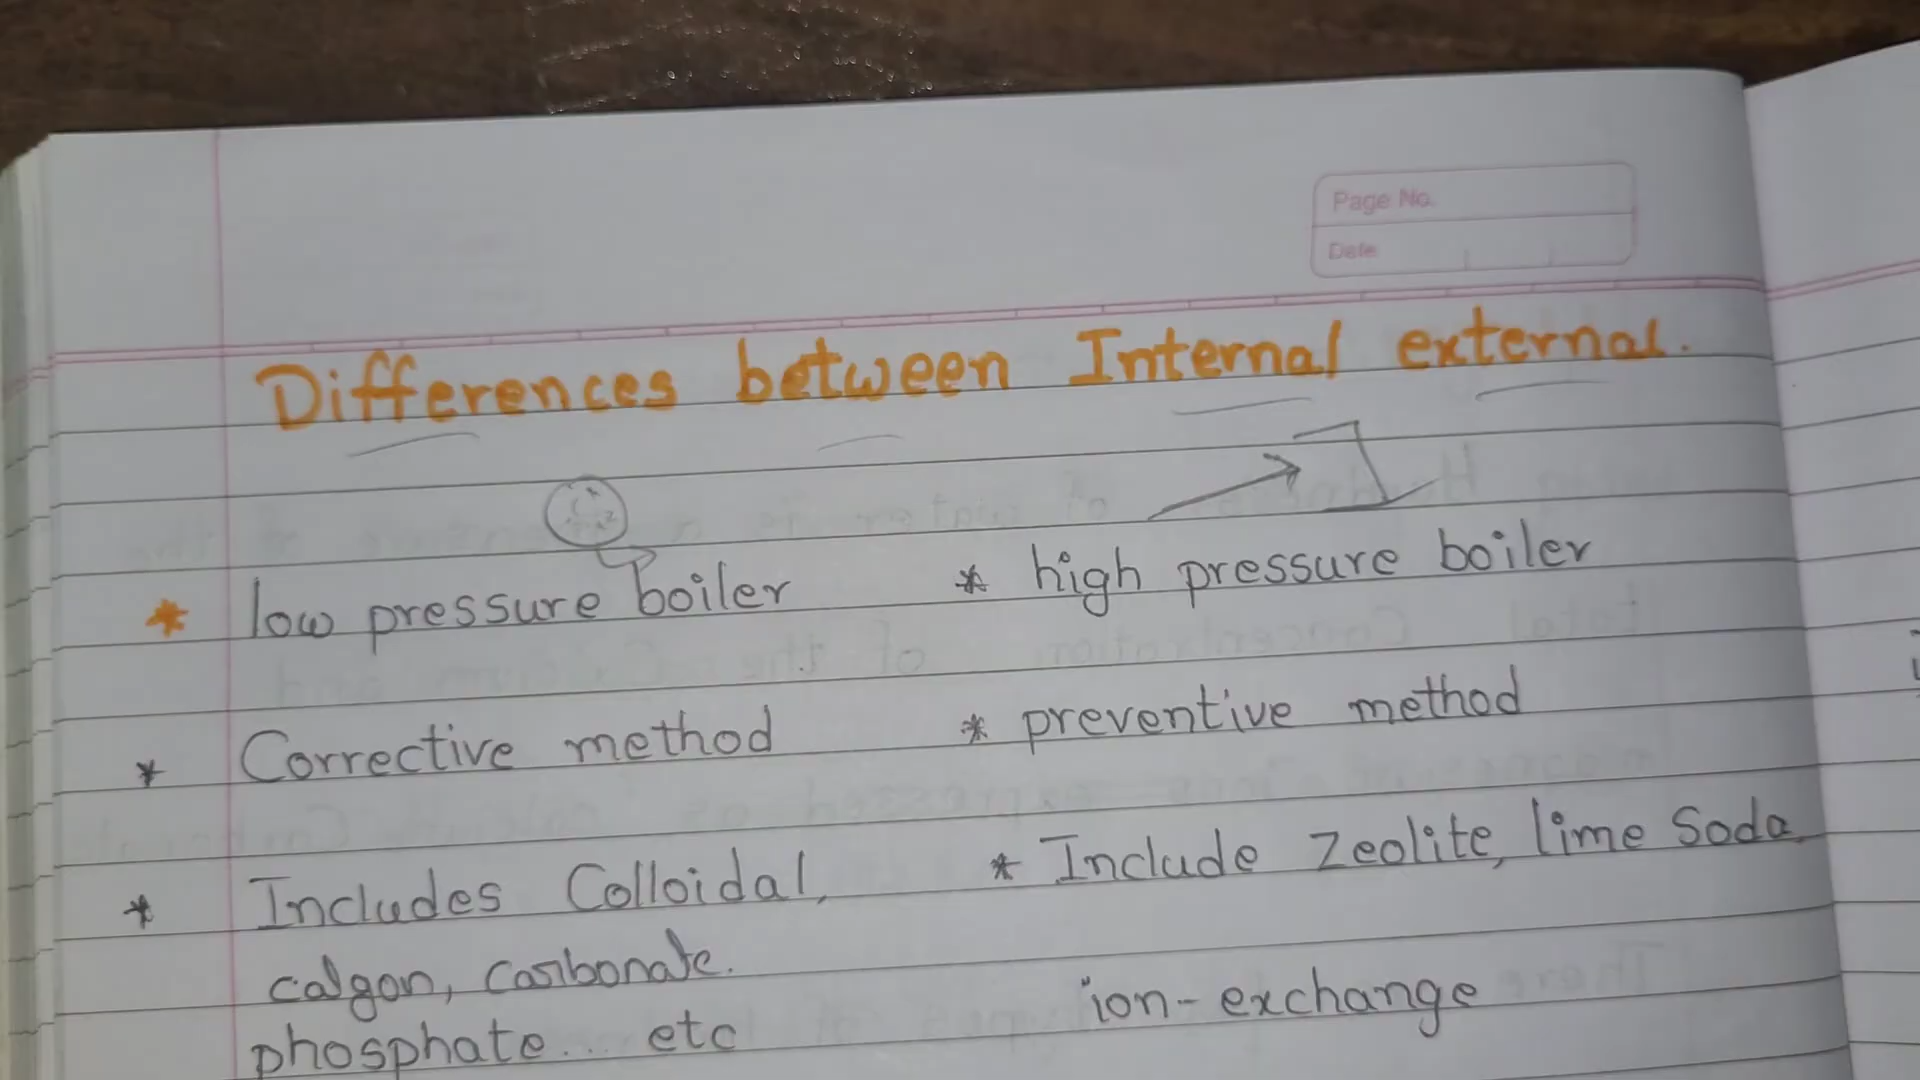 Page No.
Date
Differences between Internal external.
* low pressure boiler * high pressure boiler
* Corrective method * preventive method
* Includes Colloidal, * Include Zeolite, lime Soda,
calgon, carbonate.
ion-exchange
phosphate... etc